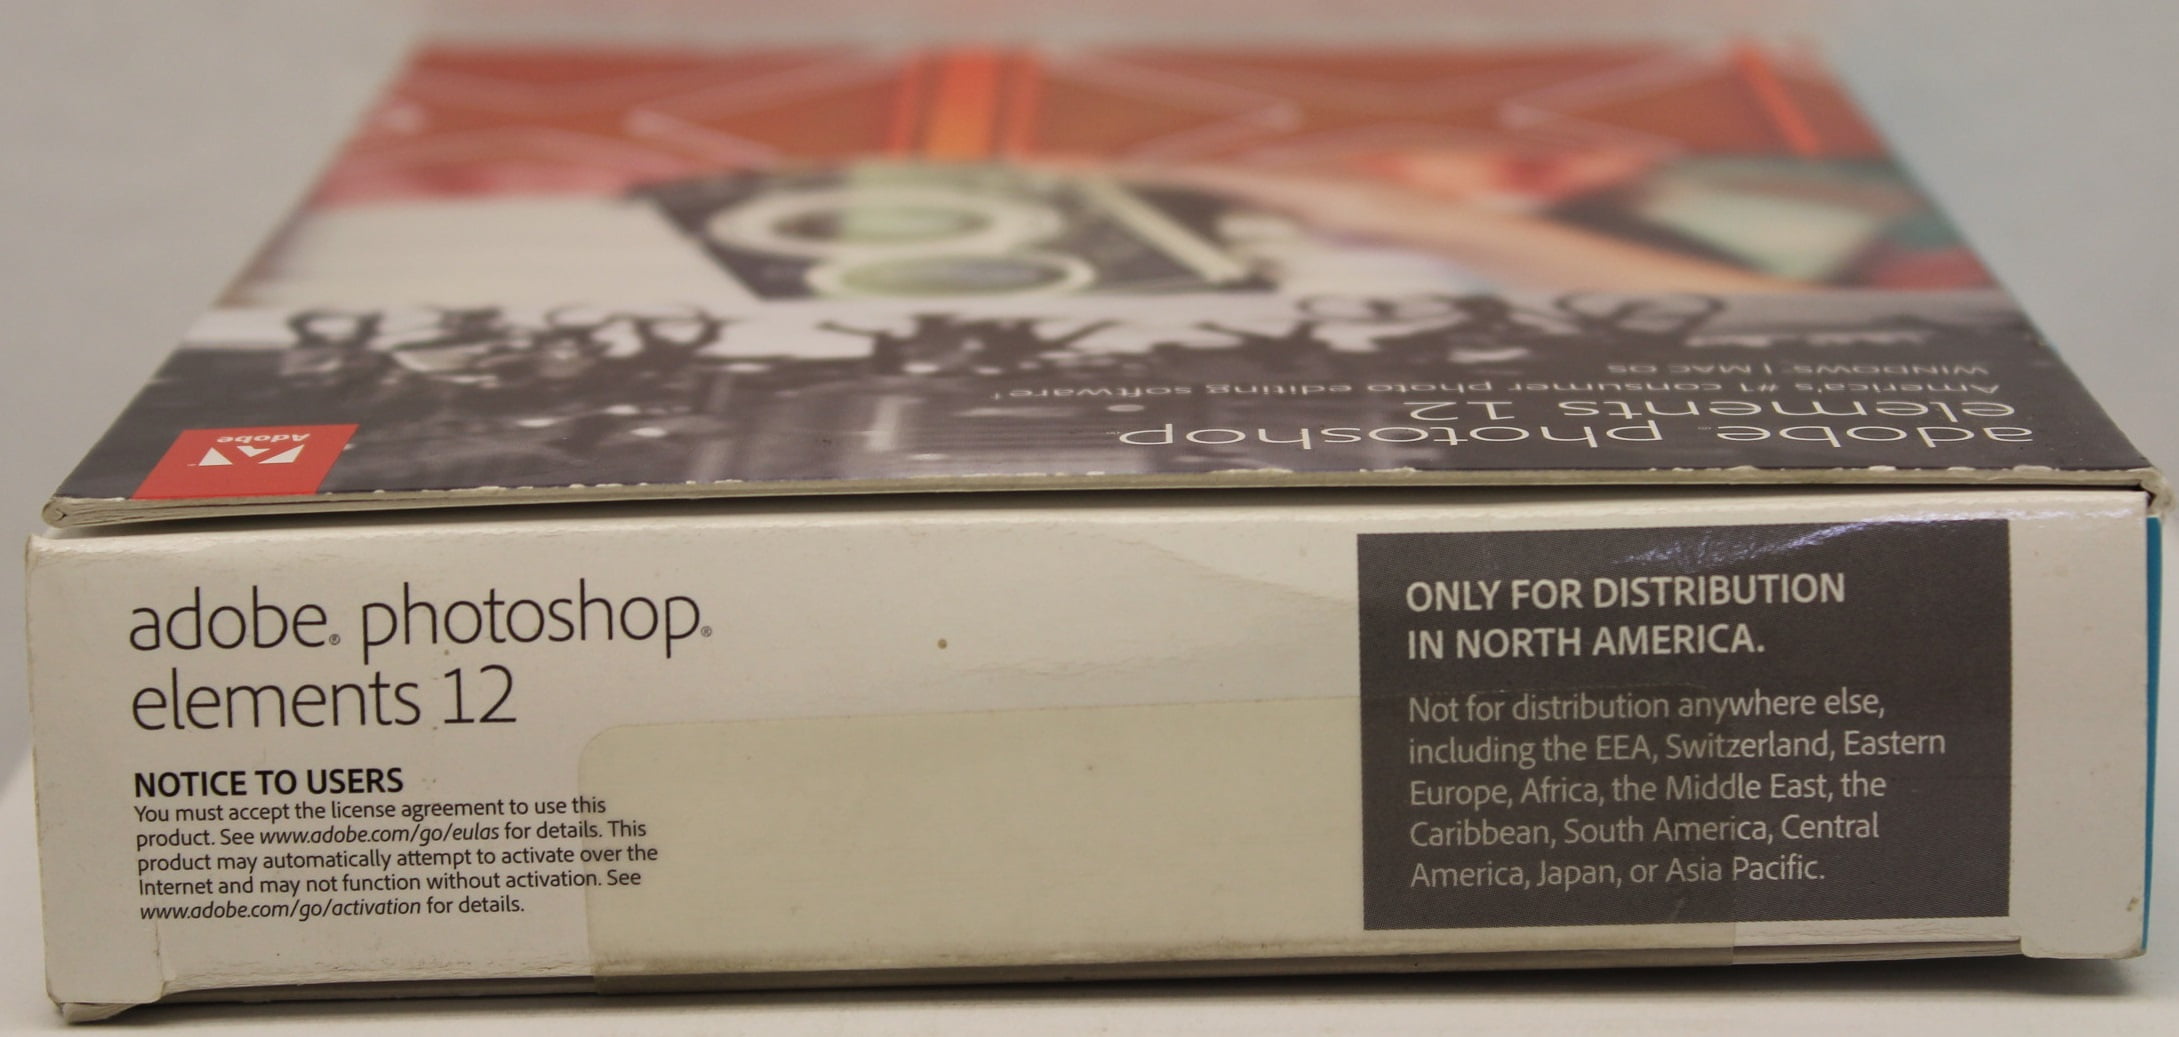 WINDOWS® | MAC OS
America's #1 consumer photo editing software†
elements 12
adobe® photoshop®
Adobe
adobe® photoshop®
elements 12
NOTICE TO USERS
You must accept the license agreement to use this
product. See www.adobe.com/go/eulas for details. This
product may automatically attempt to activate over the
Internet and may not function without activation. See
www.adobe.com/go/activation for details.
ONLY FOR DISTRIBUTION
IN NORTH AMERICA.
Not for distribution anywhere else,
including the EEA, Switzerland, Eastern
Europe, Africa, the Middle East, the
Caribbean, South America, Central
America, Japan, or Asia Pacific.